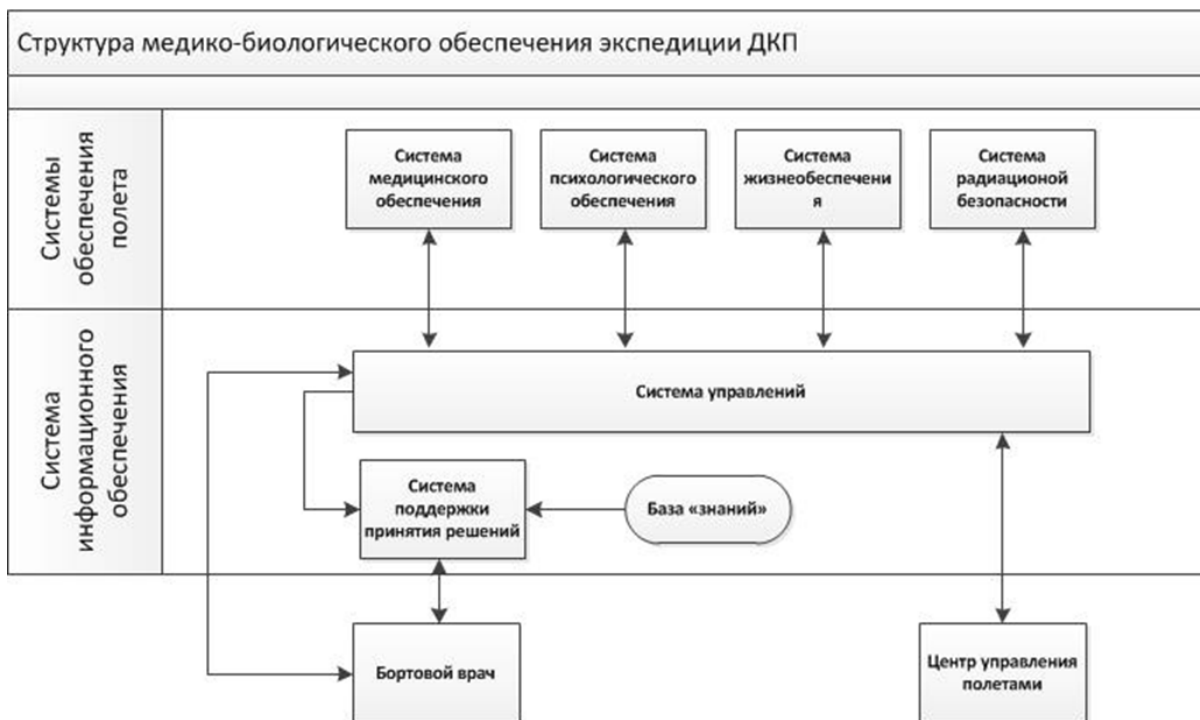 Структура медико-биологического обеспечения экспедиции ДКП
Системы
обеспечения
полета
Система
медицинского
обеспечения
Система
психологического
обеспечения
Система
жизнеобеспечени
я
Система
радиационой
безопасности
Система
информационного
обеспечения
Система управлений
Система
поддержки
принятия решений
База «знаний»
Бортовой врач
Центр управления
полетами